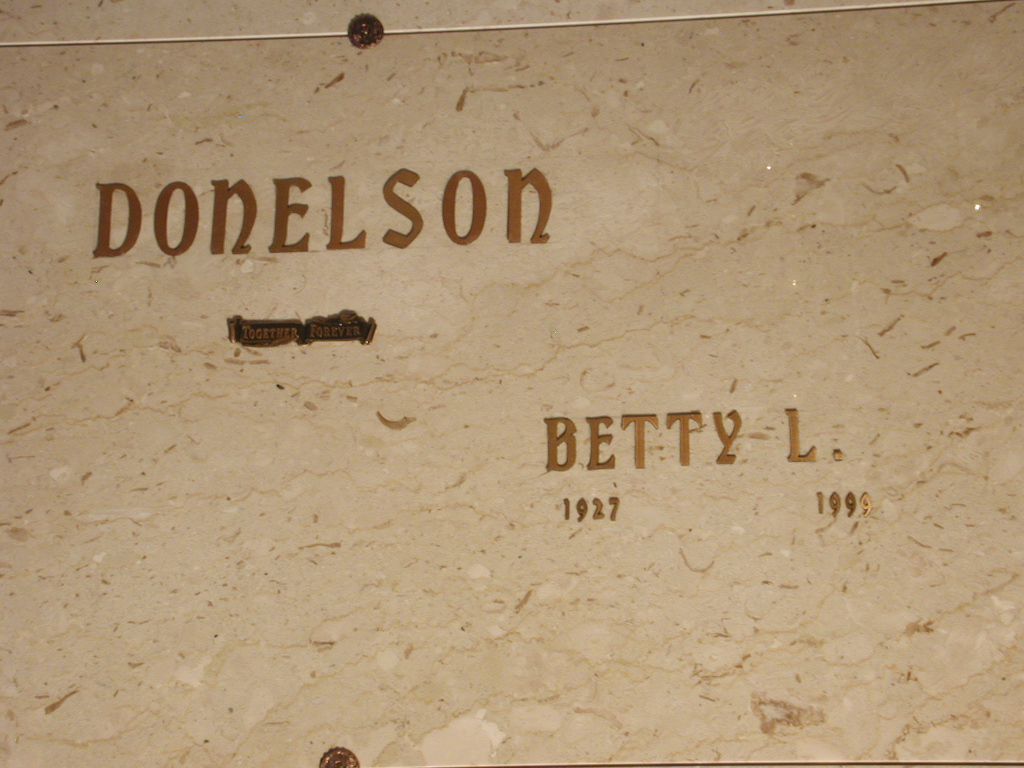 DONELSON
TOGETHER FOREVER
BETTY L.
1927 1999